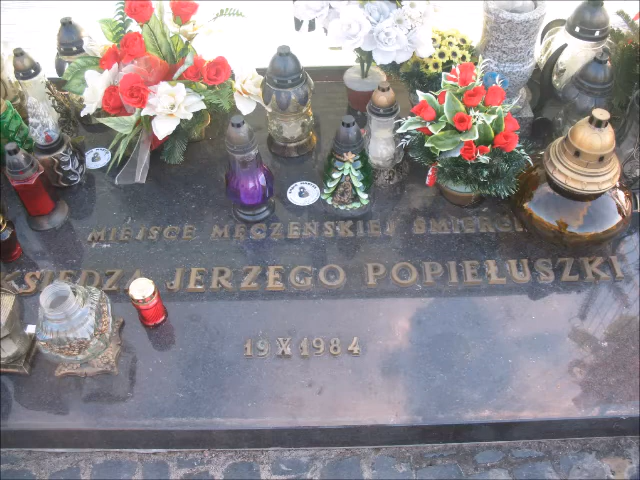 MIEJSCE MĘCZEŃSKIEJ ŚMIERCI
KSIĘDZA JERZEGO POPIEŁUSZKI
19 X 1984